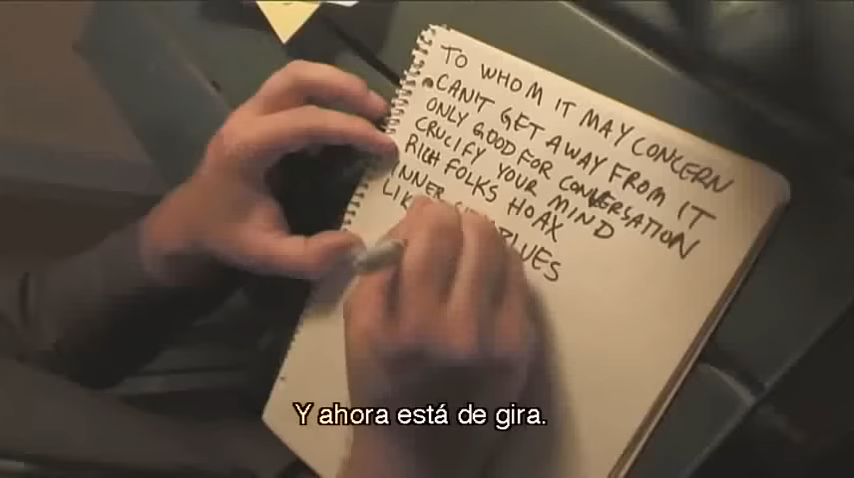 TO WHOM IT MAY CONCERN
CAN'T GET AWAY FROM IT
ONLY GOOD FOR CONVERSATION
CRUCIFY YOUR MIND
RICH FOLKS HOAX
INNER BLUES
Y ahora está de gira.